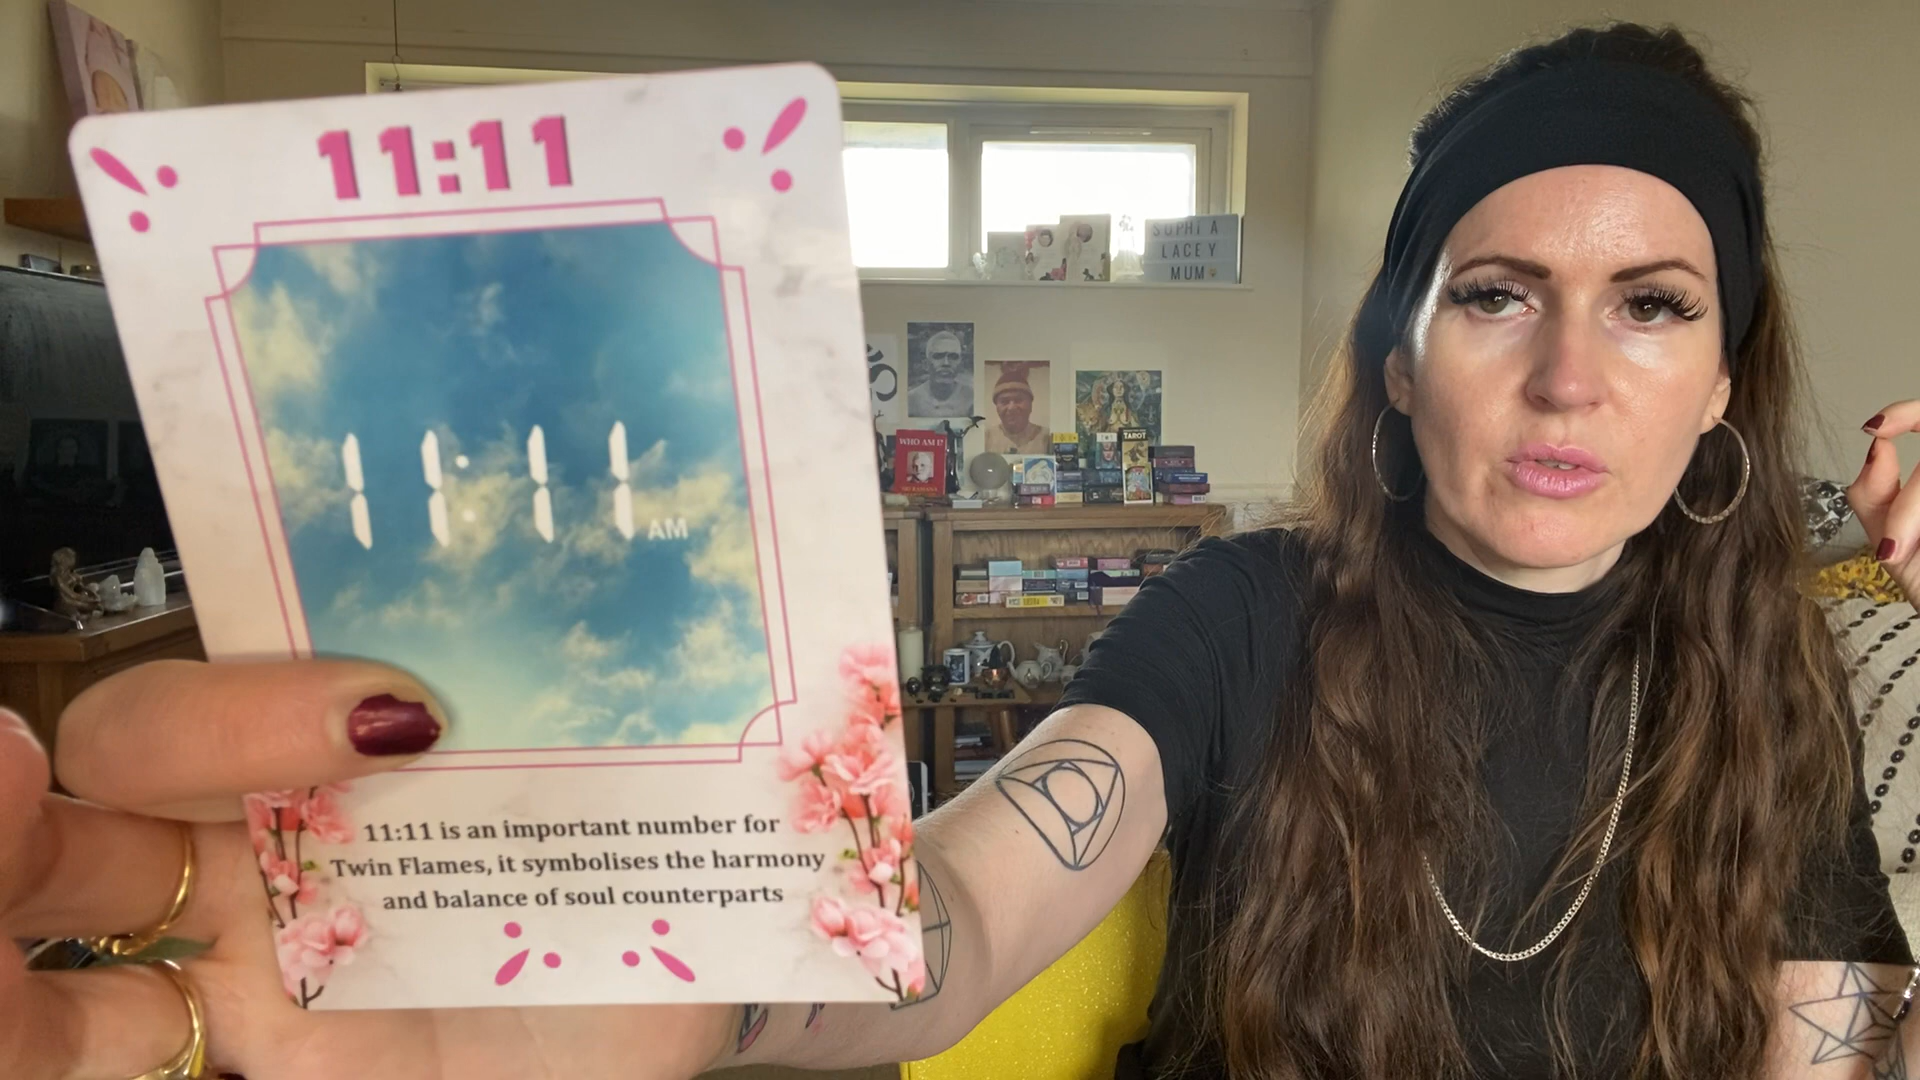 11:11
11:11
AM
11:11 is an important number for
Twin Flames, it symbolises the harmony
and balance of soul counterparts
SOPHIA
LACEY
MUM
WHO AM I?
TAROT